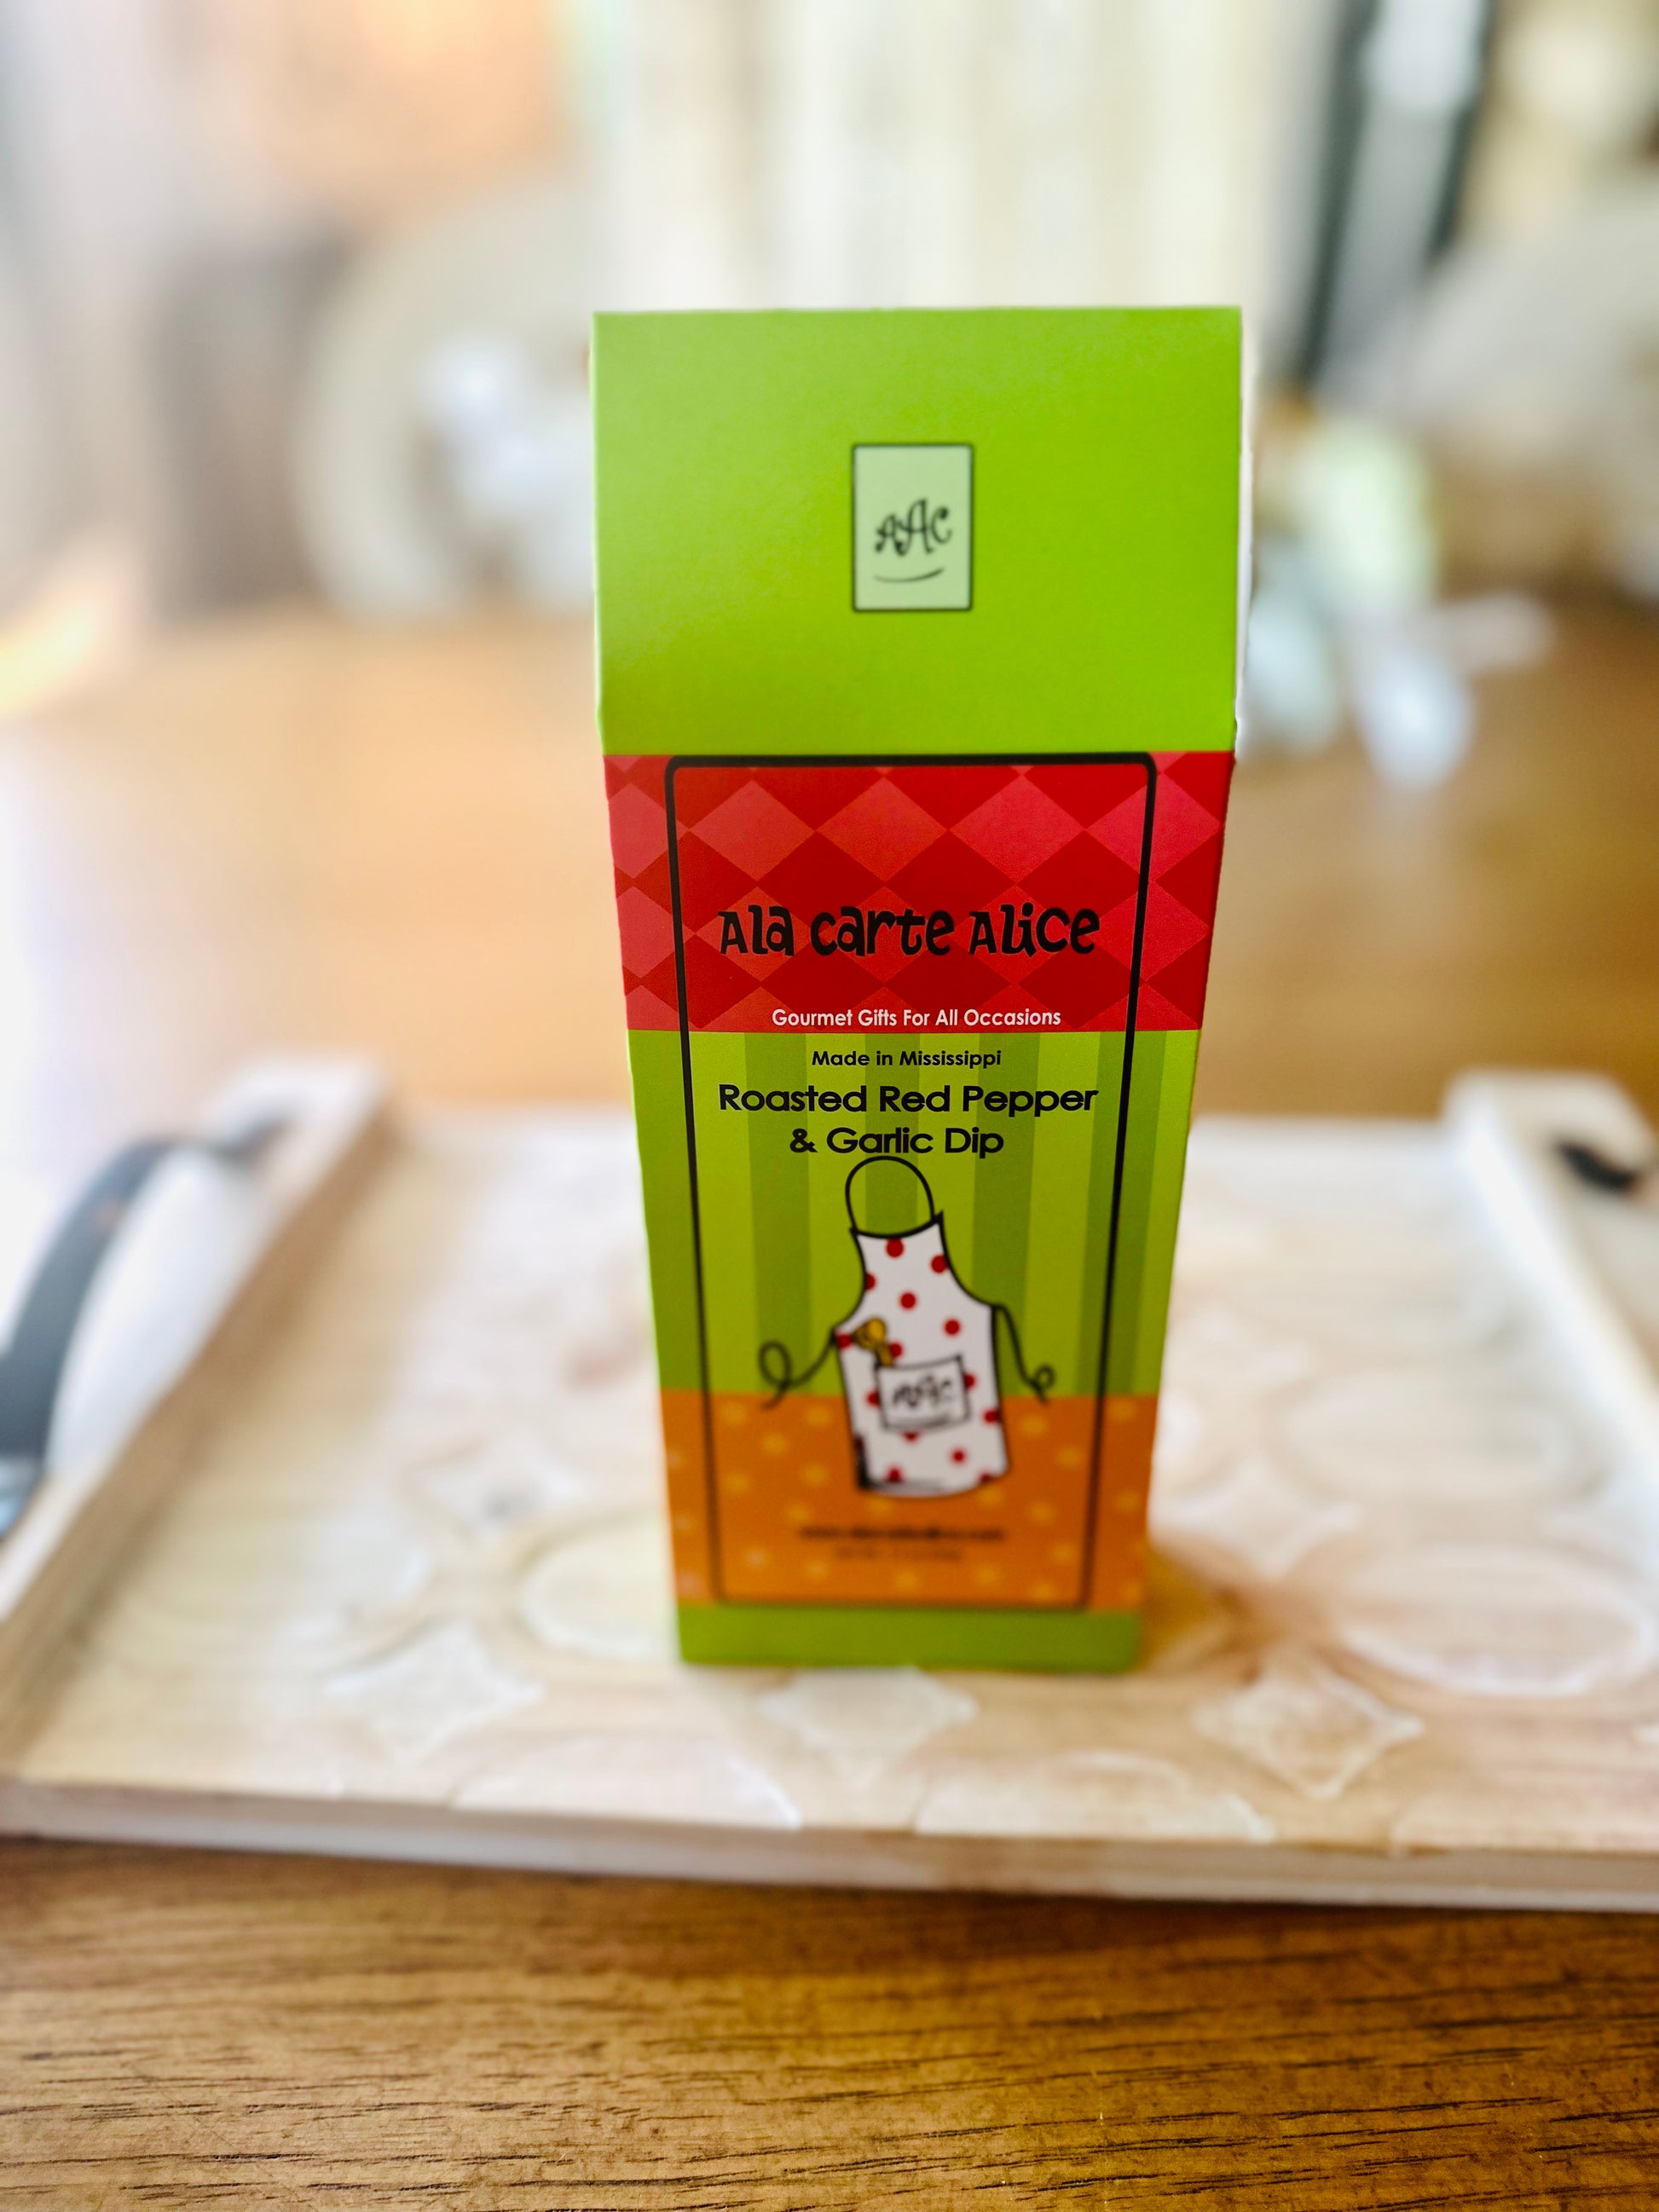 AAC
Ala carte Alice
Gourmet Gifts For All Occasions
Made in Mississippi
Roasted Red Pepper
& Garlic Dip
AAC